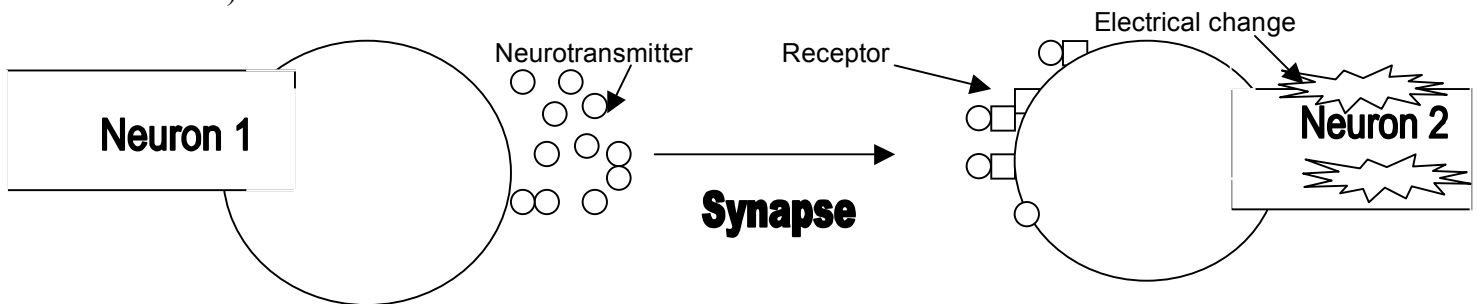 Electrical change
Neurotransmitter
Receptor
Neuron 1
Neuron 2
Synapse